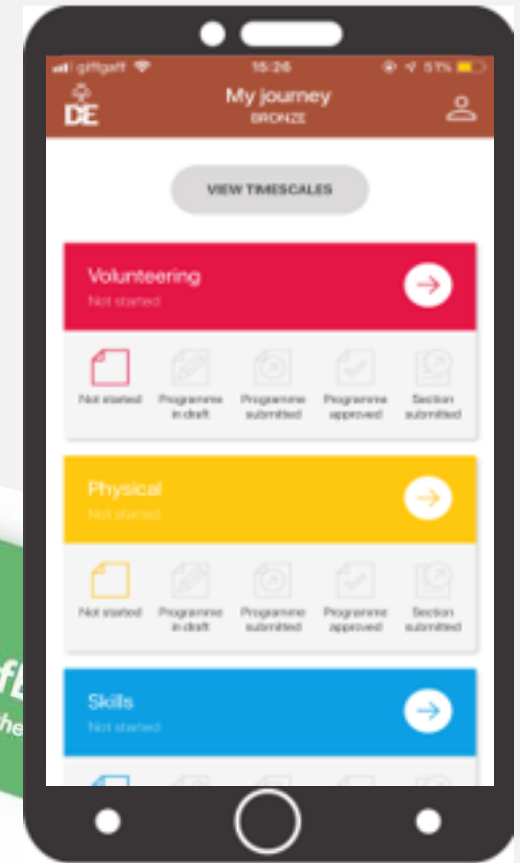 giffgaff 15:26 51%
DE
My journey
BRONZE
VIEW TIMESCALES
Volunteering
Not started
Not started
Programme in draft
Programme submitted
Programme approved
Section submitted
Physical
Not started
Not started
Programme in draft
Programme submitted
Programme approved
Section submitted
Skills
Not started
the